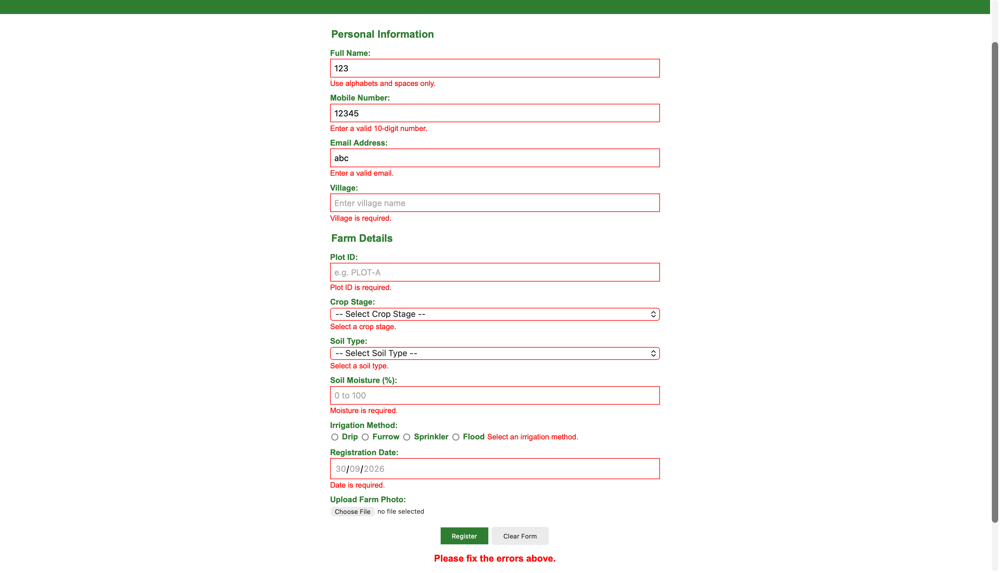 Personal Information
Full Name:
123
Use alphabets and spaces only.
Mobile Number:
12345
Enter a valid 10-digit number.
Email Address:
abc
Enter a valid email.
Village:
Enter village name
Village is required.
Farm Details
Plot ID:
e.g. PLOT-A
Plot ID is required.
Crop Stage:
-- Select Crop Stage --
Select a crop stage.
Soil Type:
-- Select Soil Type --
Select a soil type.
Soil Moisture (%):
0 to 100
Moisture is required.
Irrigation Method:
Drip Furrow Sprinkler Flood Select an irrigation method.
Registration Date:
30/09/2026
Date is required.
Upload Farm Photo:
Choose File no file selected
Register Clear Form
Please fix the errors above.